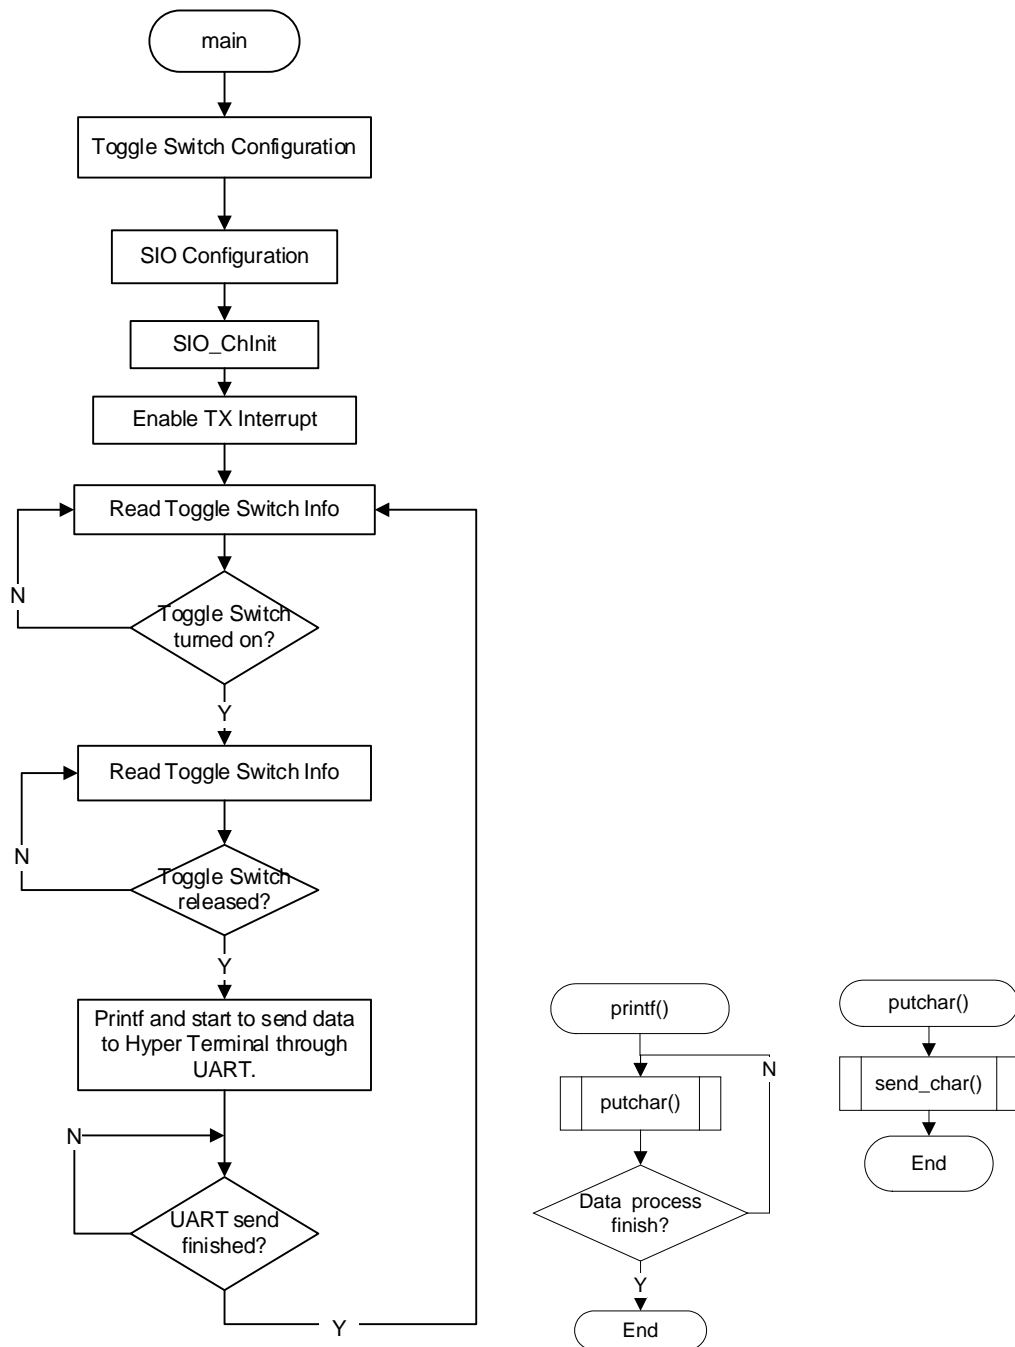 main
Toggle Switch Configuration
SIO Configuration
SIO_ChInit
Enable TX Interrupt
Read Toggle Switch Info
N
Toggle Switch
turned on?
Y
Read Toggle Switch Info
N
Toggle Switch
released?
Y
Printf and start to send data
to Hyper Terminal through
UART.
N
UART send
finished?
Y
printf()
N
putchar()
Data process
finish?
Y
End
putchar()
send_char()
End